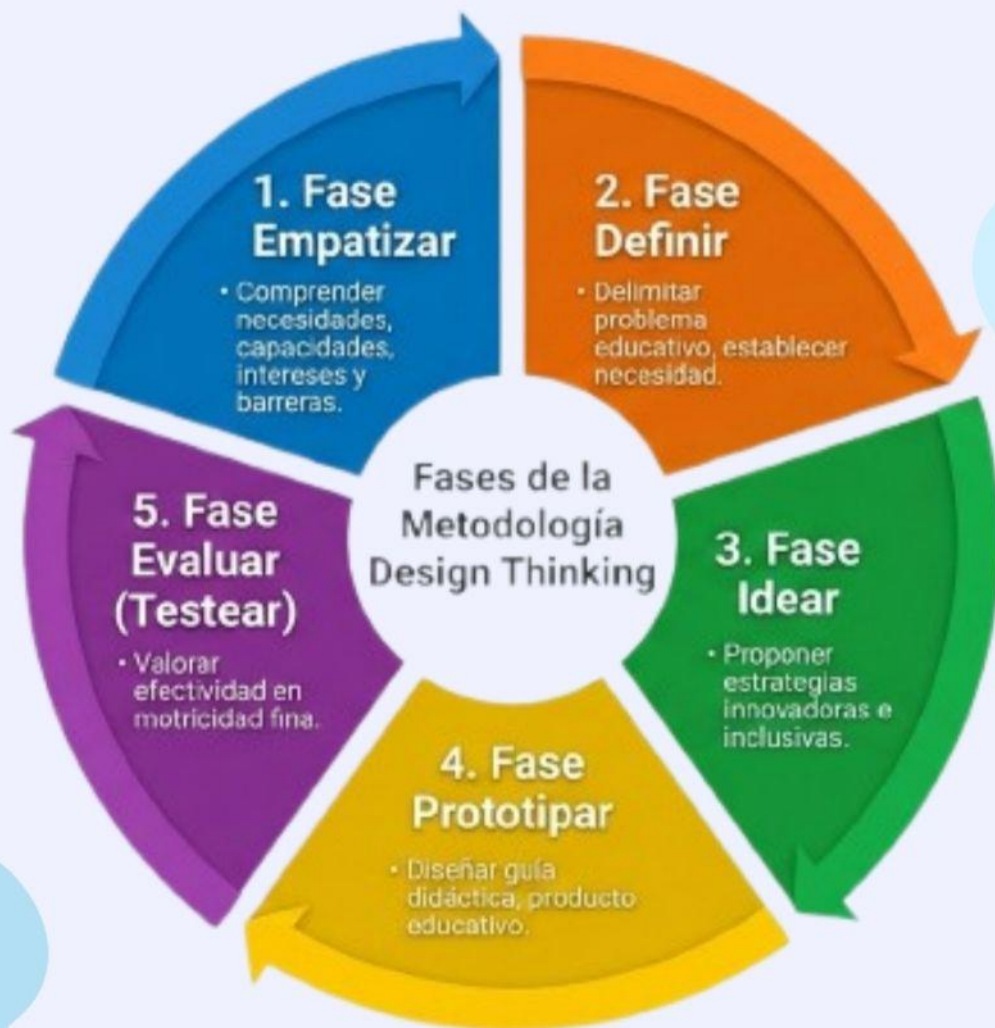 1. Fase
Empatizar
• Comprender
necesidades,
capacidades,
intereses y
barreras.
2. Fase
Definir
• Delimitar
problema
educativo, establecer
necesidad.
Fases de la
Metodología
Design Thinking
3. Fase
Idear
• Proponer
estrategias
innovadoras e
inclusivas.
4. Fase
Prototipar
• Diseñar guía
didáctica, producto
educativo.
5. Fase
Evaluar
(Testear)
• Valorar
efectividad en
motricidad fina.